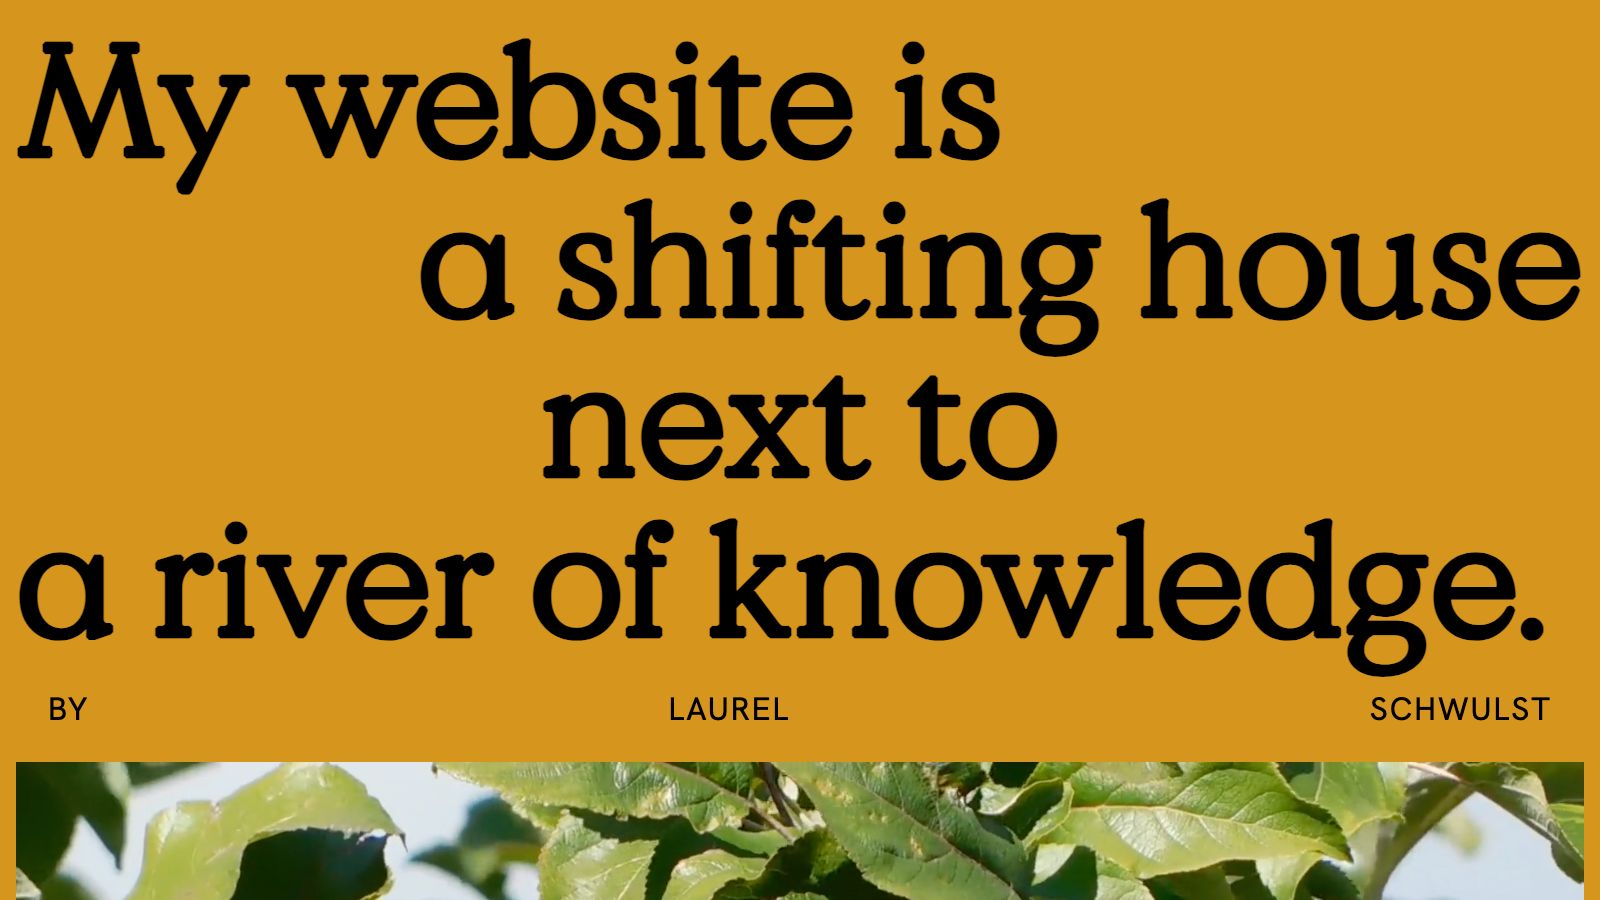 My website is
a shifting house
next to
a river of knowledge.
BY LAUREL SCHWULST